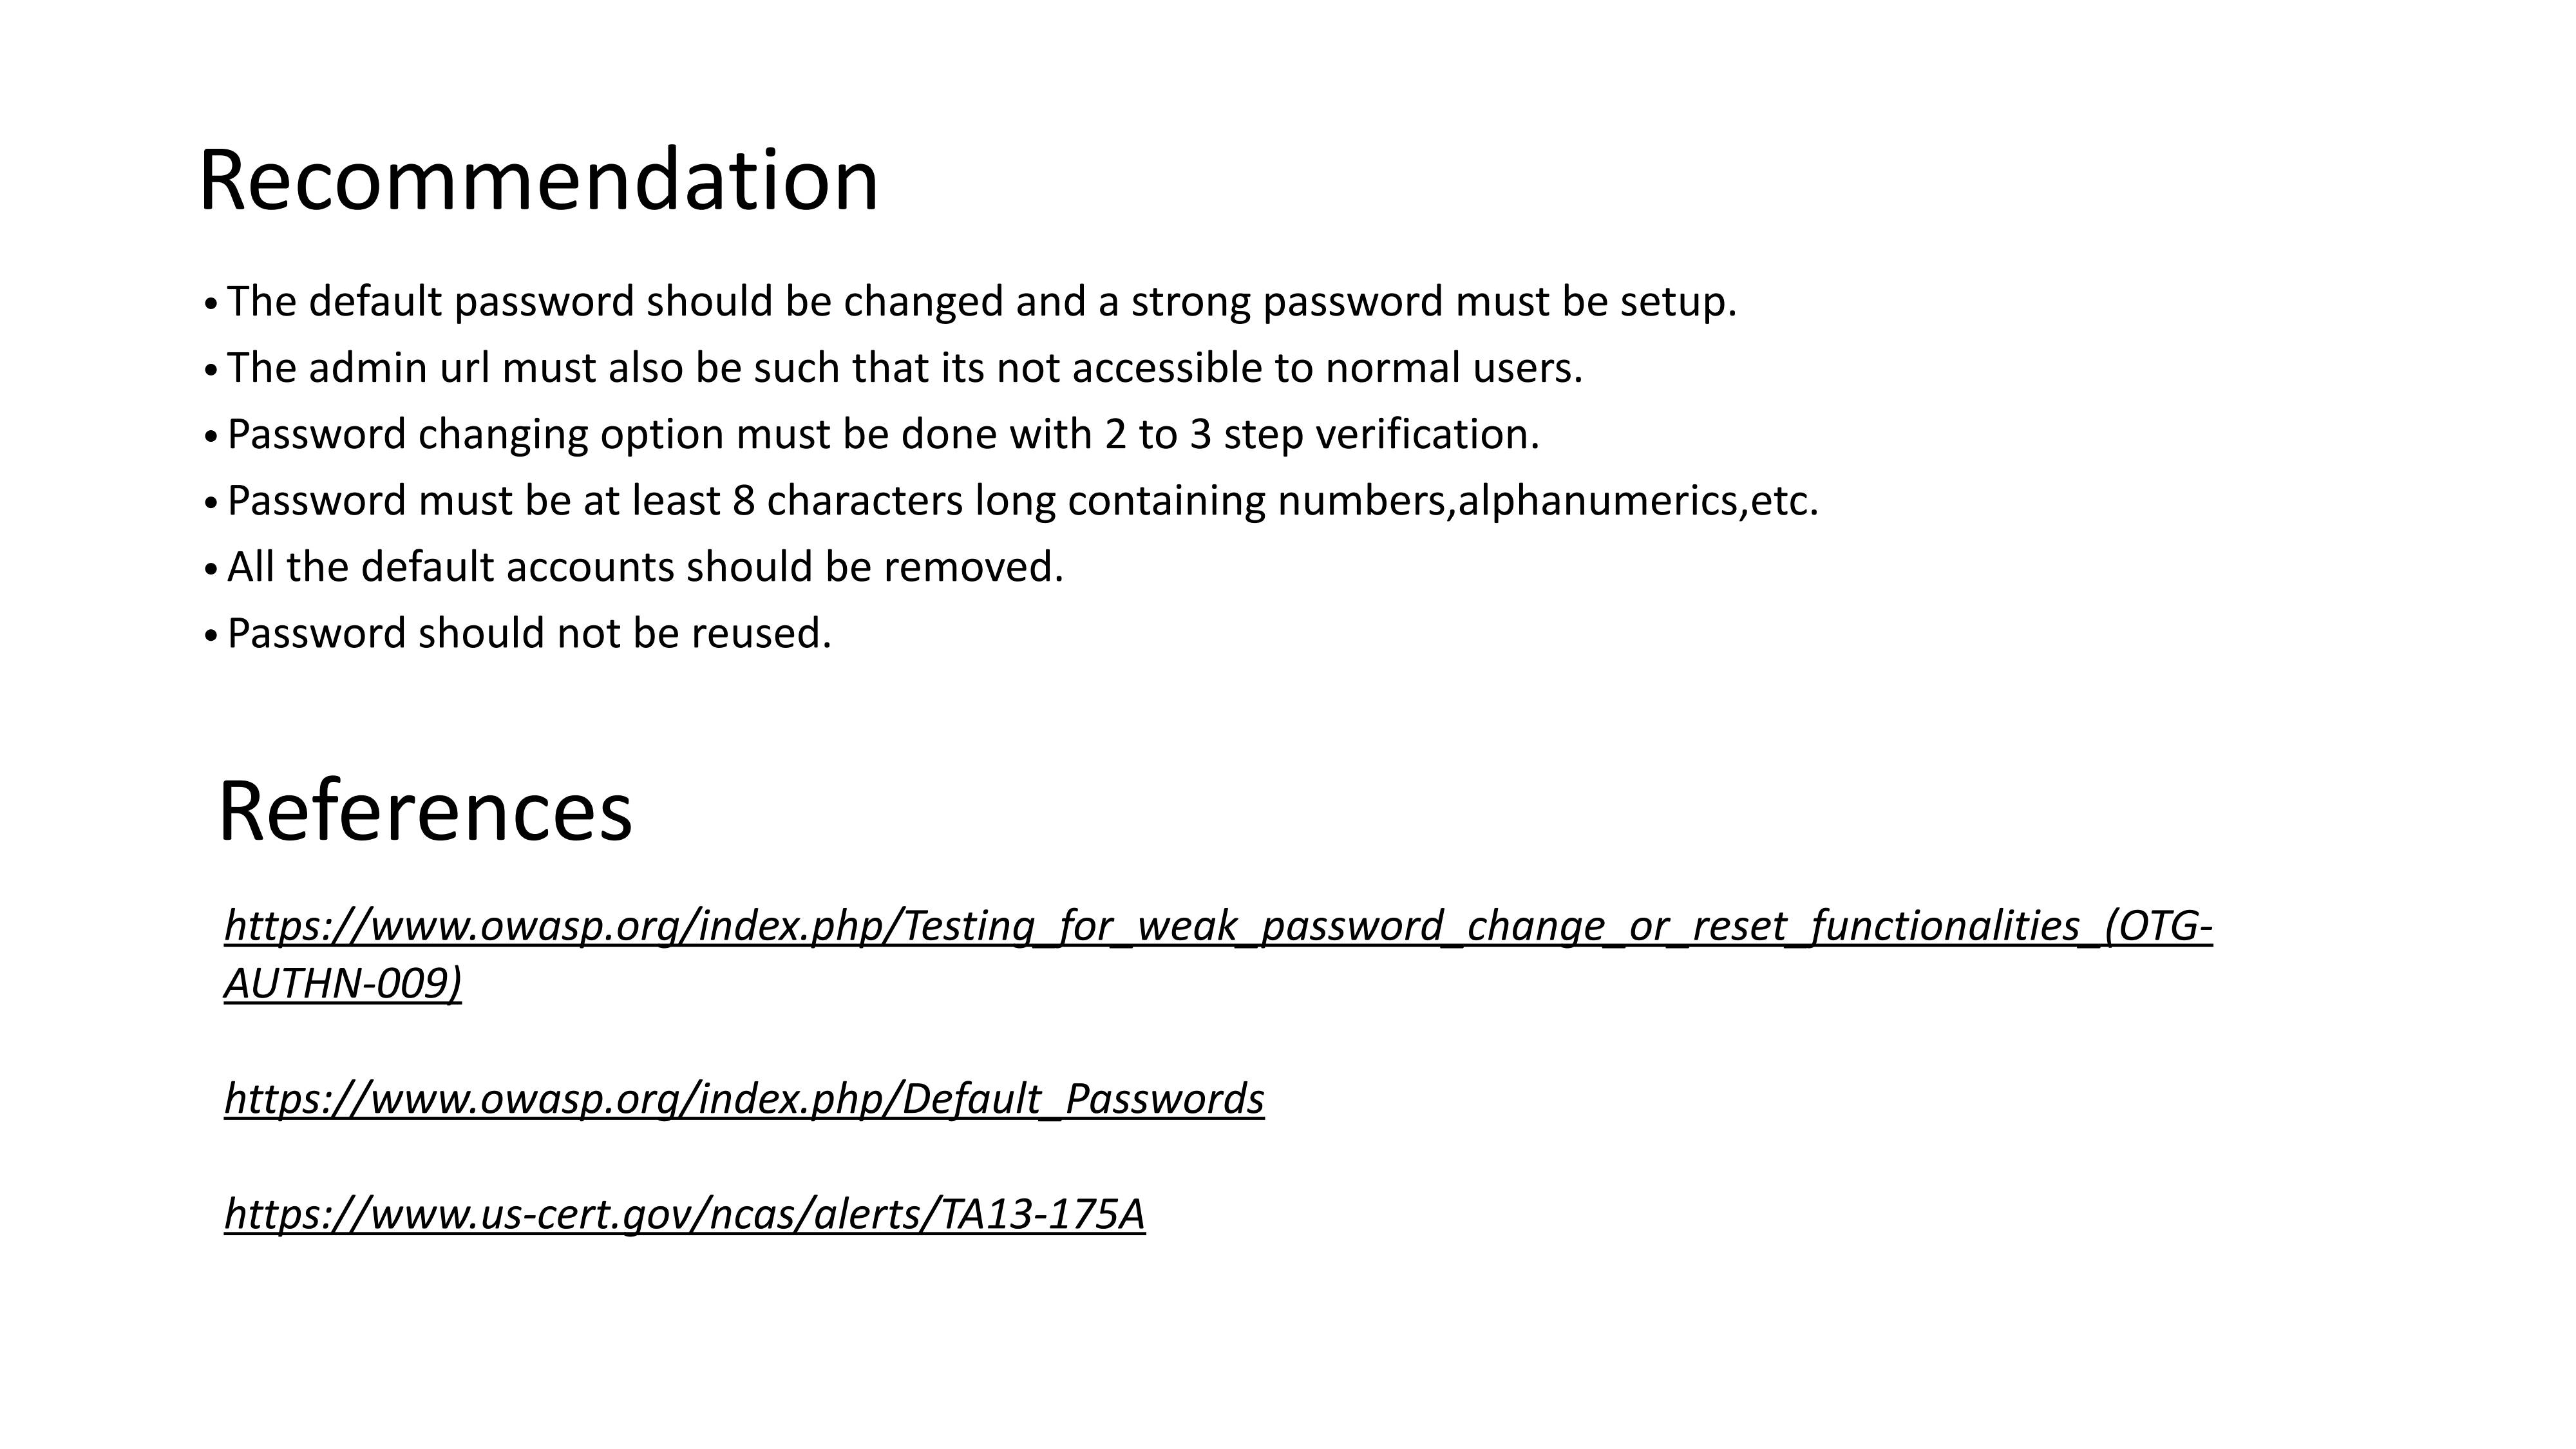 Recommendation
• The default password should be changed and a strong password must be setup.
• The admin url must also be such that its not accessible to normal users.
• Password changing option must be done with 2 to 3 step verification.
• Password must be at least 8 characters long containing numbers,alphanumerics,etc.
• All the default accounts should be removed.
• Password should not be reused.
References
https://www.owasp.org/index.php/Testing_for_weak_password_change_or_reset_functionalities_(OTG-
AUTHN-009)
https://www.owasp.org/index.php/Default_Passwords
https://www.us-cert.gov/ncas/alerts/TA13-175A